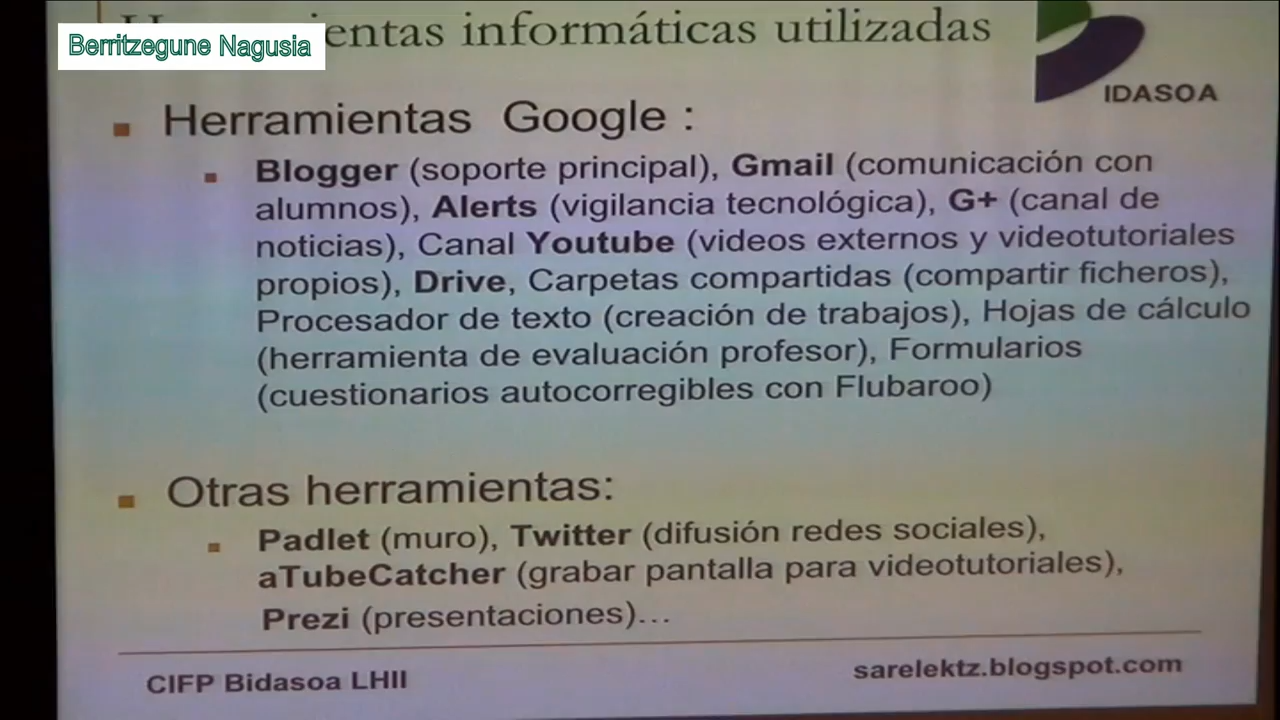 Berritzegune Nagusia
informáticas utilizadas
IDASOA
Herramientas Google :
Blogger (soporte principal), Gmail (comunicación con
alumnos), Alerts (vigilancia tecnológica), G+ (canal de
noticias), Canal Youtube (videos externos y videotutoriales
propios), Drive, Carpetas compartidas (compartir ficheros),
Procesador de texto (creación de trabajos), Hojas de cálculo
(herramienta de evaluación profesor), Formularios
(cuestionarios autocorregibles con Flubaroo)
Otras herramientas:
Padlet (muro), Twitter (difusión redes sociales),
aTubeCatcher (grabar pantalla para videotutoriales),
Prezi (presentaciones)...
CIFP Bidasoa LHII
sarelektz.blogspot.com